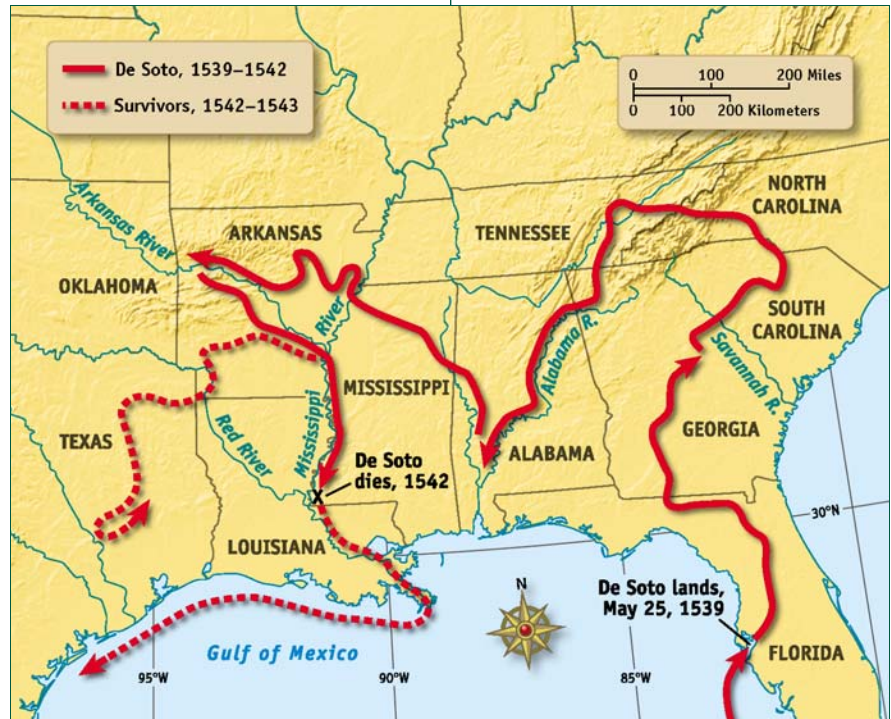 De Soto, 1539–1542
Survivors, 1542–1543
0 100 200 Miles
0 100 200 Kilometers
NORTH
CAROLINA
Arkansas River
ARKANSAS
TENNESSEE
OKLAHOMA
River
SOUTH
CAROLINA
Alabama R.
Savannah R.
MISSISSIPPI
Mississippi
TEXAS
Red River
GEORGIA
ALABAMA
De Soto
dies, 1542
30°N
LOUISIANA
N
De Soto lands,
May 25, 1539
FLORIDA
Gulf of Mexico
95°W
90°W
85°W